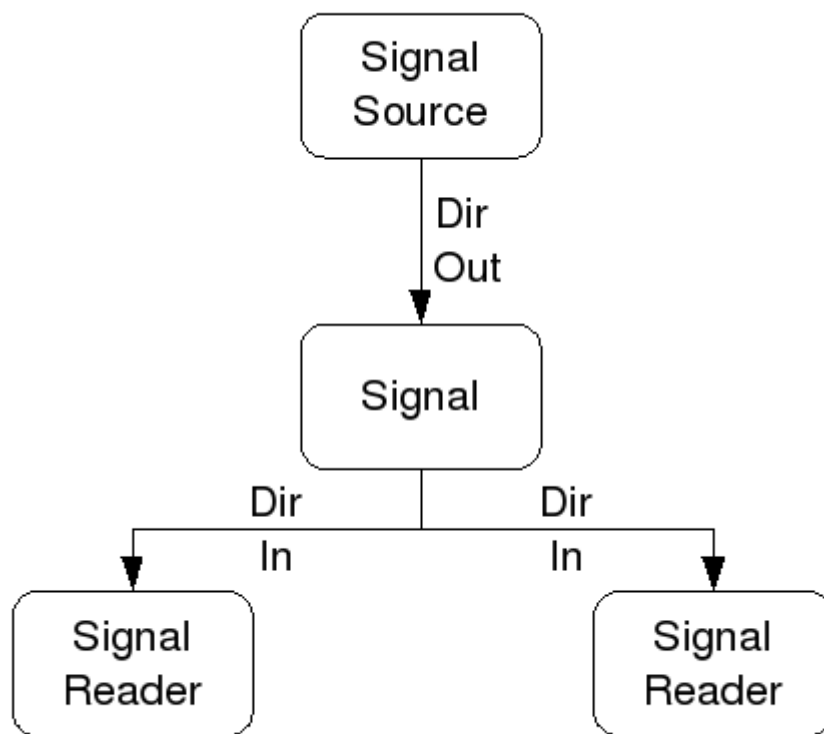 Signal
Source
Dir
Out
Signal
Dir
Dir
In
In
Signal
Reader
Signal
Reader